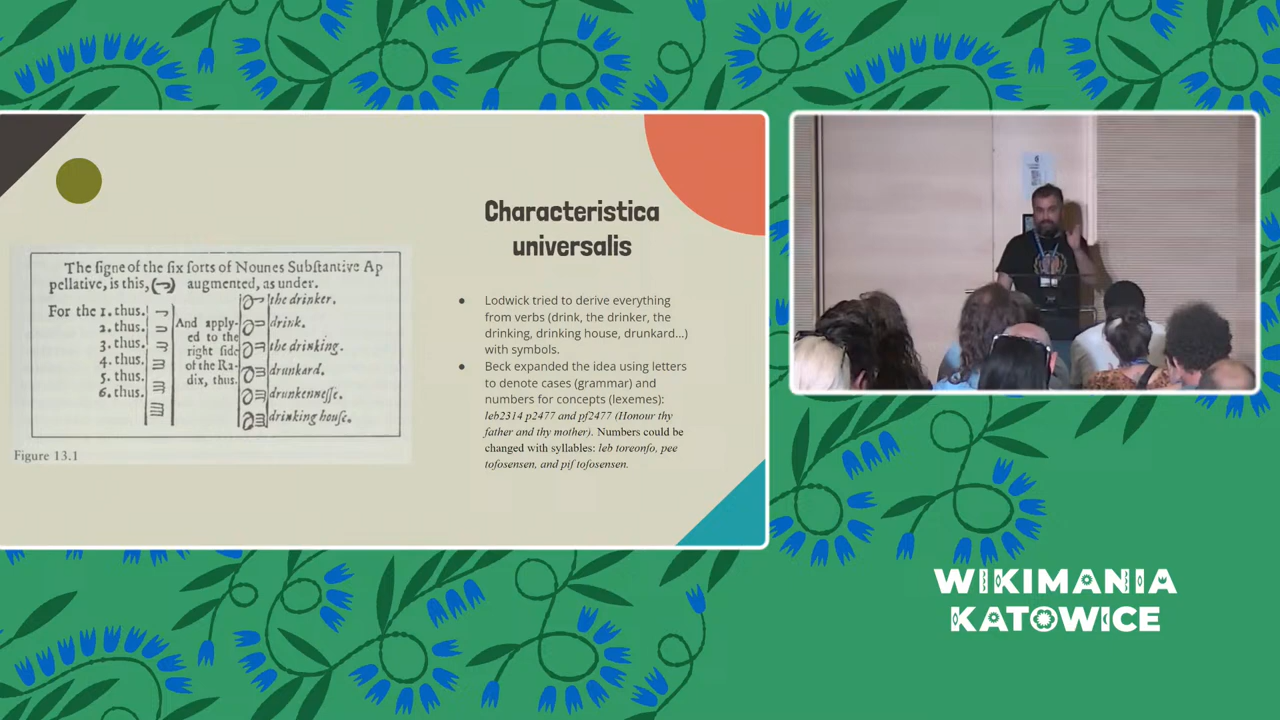 The ſigne of the ſix ſorts of Nounes Subſtantive Ap
pellative, is this, augmented, as under.
For the 1. thus.
2. thus.
3. thus.
4. thus.
5. thus.
6. thus.
And apply-
ed to the
right ſide
of the Ra-
dix, thus.
the drinker.
drink.
the drinking.
drunkard.
drunkenneſſe.
drinking houſe.
Figure 13.1
Characteristica
universalis
● Lodwick tried to derive everything
from verbs (drink, the drinker, the
drinking, drinking house, drunkard...)
with symbols.
● Beck expanded the idea using letters
to denote cases (grammar) and
numbers for concepts (lexemes):
leb2314 p2477 and pf2477 (Honour thy
father and thy mother). Numbers could be
changed with syllables: leb toreonfo, pee
tofosensen, and pif tofosensen.
WIKIMANIA
KATOWICE